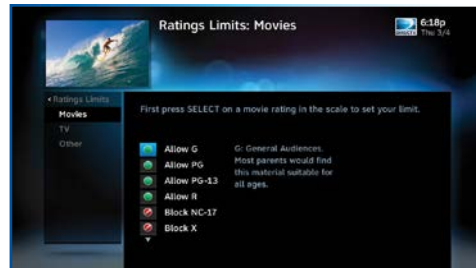 Ratings Limits: Movies
DIRECTV
6:18p
Thu 3/4
Ratings Limits
Movies
TV
Other
First press SELECT on a movie rating in the scale to set your limit.
Allow G
Allow PG
Allow PG-13
Allow R
Block NC-17
Block X
G: General Audiences.
Most parents would find
this material suitable for
all ages.